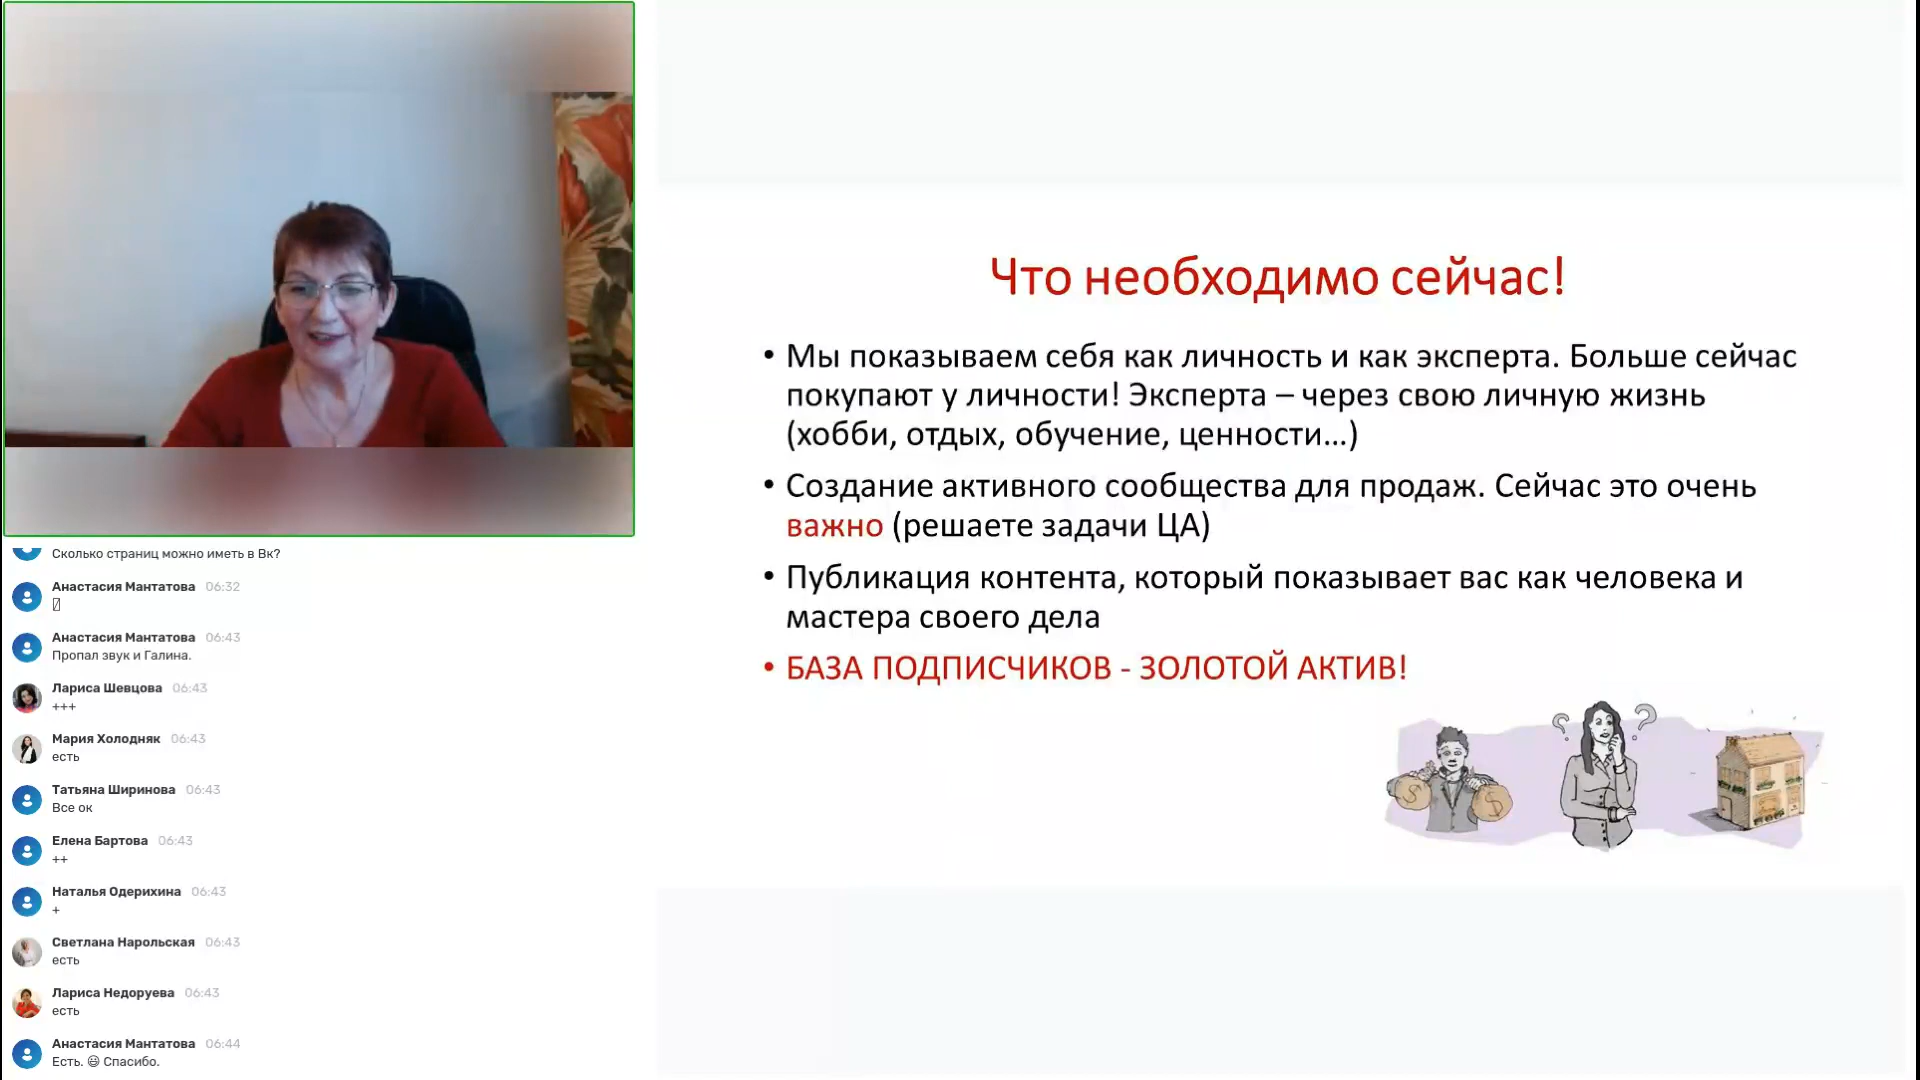 Сколько страниц можно иметь в Вк?
Анастасия Мантатова 06:32
Анастасия Мантатова 06:43
Пропал звук и Галина.
Лариса Шевцова 06:43
+++
Мария Холодняк 06:43
есть
Татьяна Ширинова 06:43
Все ок
Елена Бартова 06:43
++
Наталья Одерихина 06:43
+
Светлана Нарольская 06:43
есть
Лариса Недоруева 06:43
есть
Анастасия Мантатова 06:44
Есть. 😃 Спасибо.
Что необходимо сейчас!
• Мы показываем себя как личность и как эксперта. Больше сейчас
покупают у личности! Эксперта – через свою личную жизнь
(хобби, отдых, обучение, ценности...)
• Создание активного сообщества для продаж. Сейчас это очень
важно (решаете задачи ЦА)
• Публикация контента, который показывает вас как человека и
мастера своего дела
• БАЗА ПОДПИСЧИКОВ - ЗОЛОТОЙ АКТИВ!
? ?
$ $